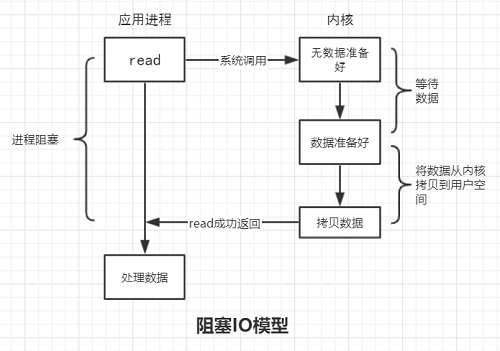 应用进程
内核
read
系统调用
无数据准备
好
等待
数据
进程阻塞
数据准备好
将数据从内核
拷贝到用户空
间
read成功返回
拷贝数据
处理数据
阻塞IO模型